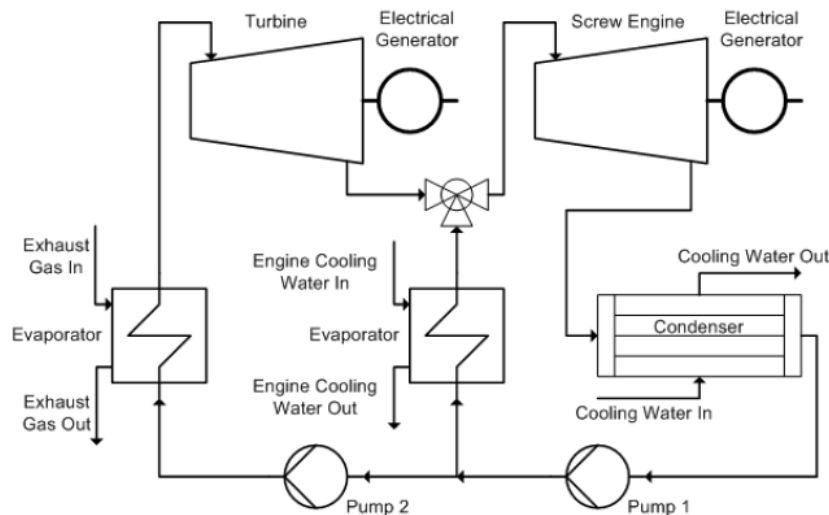 Turbine
Electrical
Generator
Screw Engine
Electrical
Generator
Exhaust
Gas In
Engine Cooling
Water In
Cooling Water Out
Evaporator
Evaporator
Condenser
Exhaust
Gas Out
Engine Cooling
Water Out
Cooling Water In
Pump 2
Pump 1